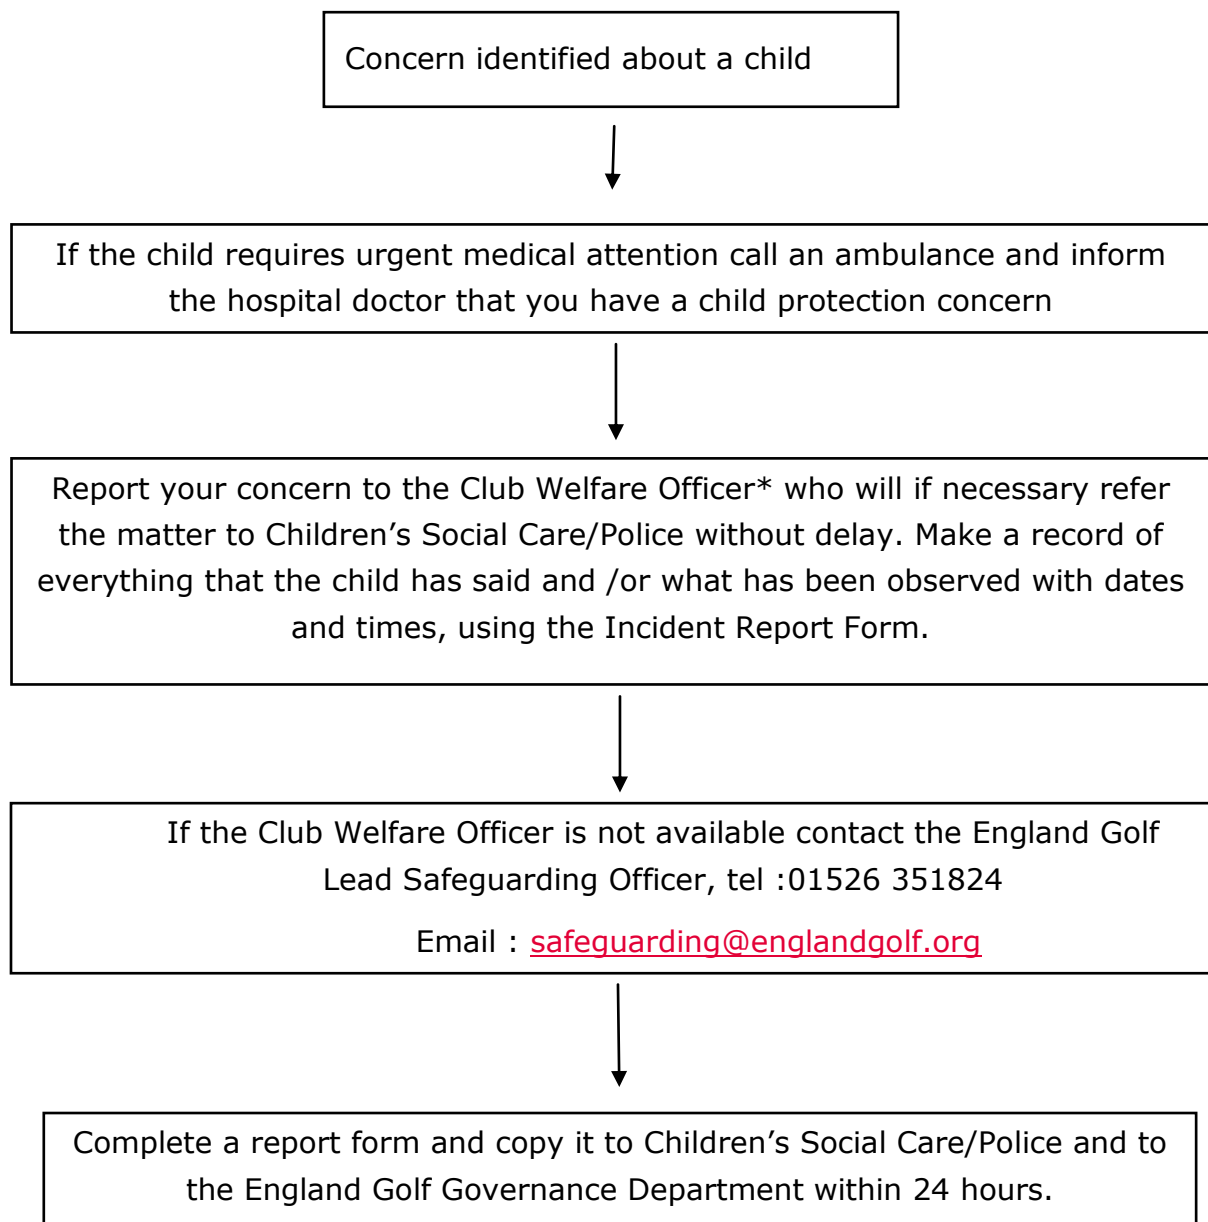 Concern identified about a child
If the child requires urgent medical attention call an ambulance and inform
the hospital doctor that you have a child protection concern
Report your concern to the Club Welfare Officer* who will if necessary refer
the matter to Children’s Social Care/Police without delay. Make a record of
everything that the child has said and /or what has been observed with dates
and times, using the Incident Report Form.
If the Club Welfare Officer is not available contact the England Golf
Lead Safeguarding Officer, tel :01526 351824
Email : safeguarding@englandgolf.org
Complete a report form and copy it to Children’s Social Care/Police and to
the England Golf Governance Department within 24 hours.